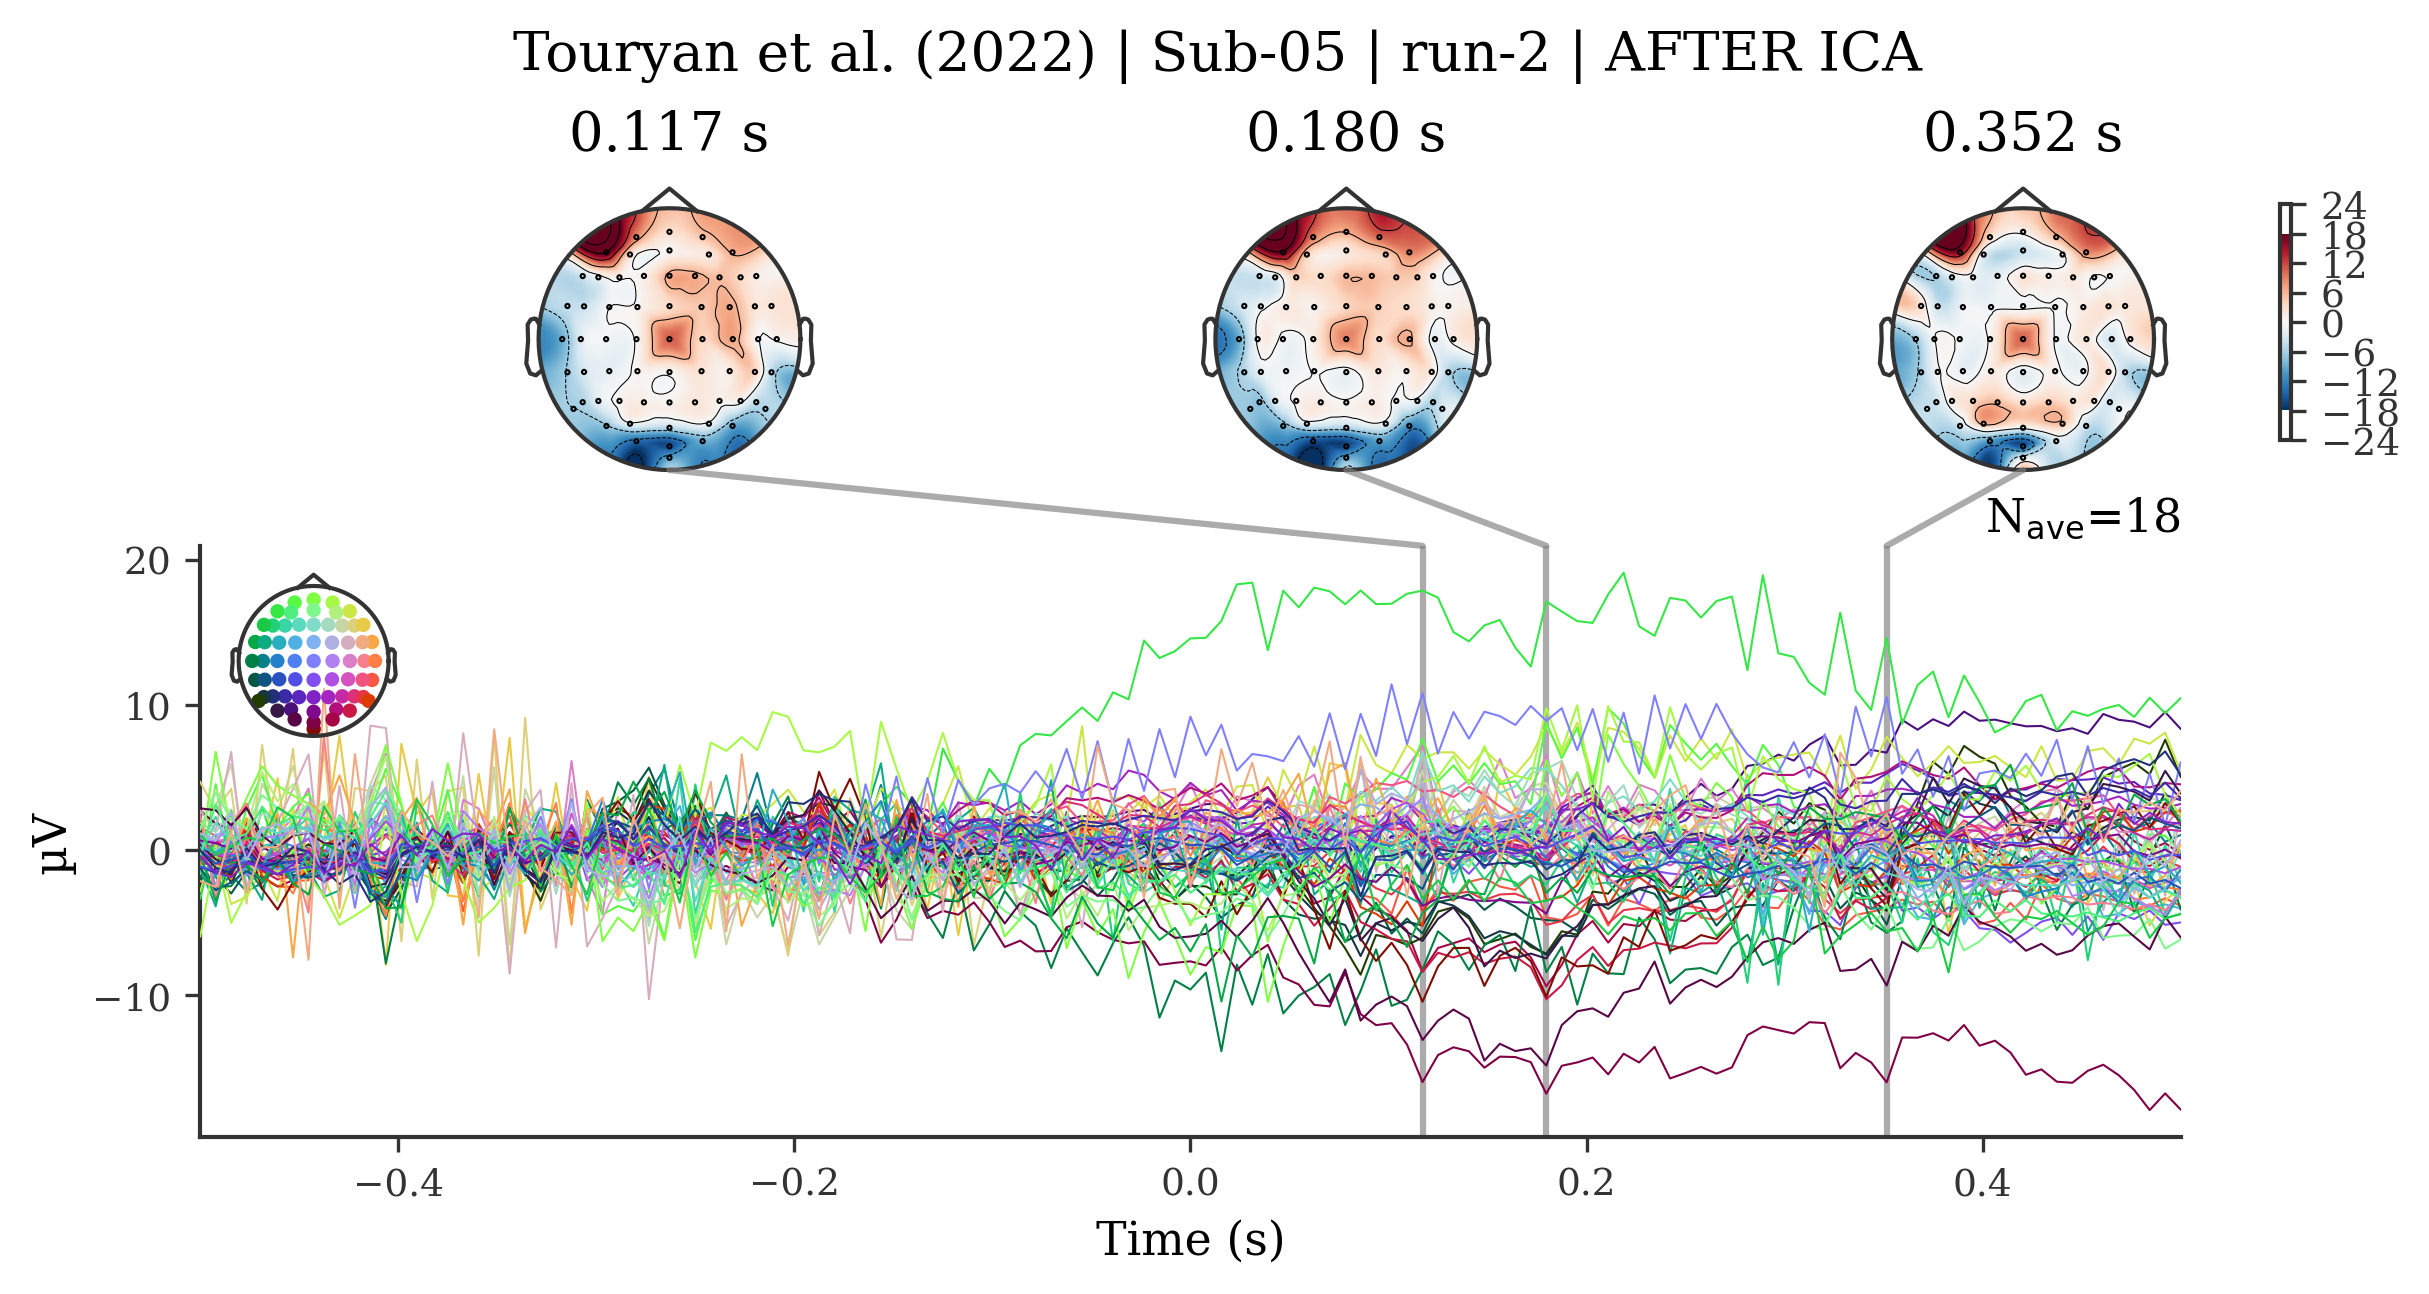 Touryan et al. (2022) | Sub-05 | run-2 | AFTER ICA
0.117 s
0.180 s
0.352 s
24
18
12
6
0
−6
−12
−18
−24
Nave=18
20
10
0
−10
µV
−0.4
−0.2
0.0
0.2
0.4
Time (s)